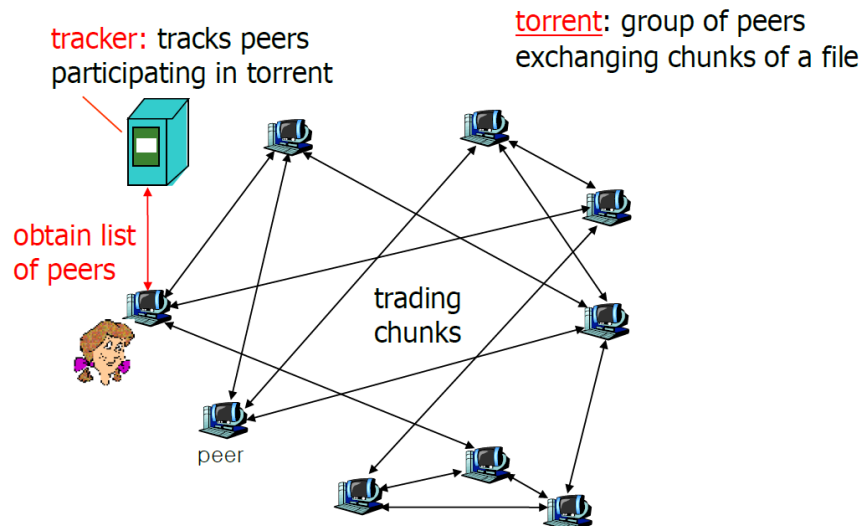 tracker: tracks peers
participating in torrent
torrent: group of peers
exchanging chunks of a file
obtain list
of peers
trading
chunks
peer